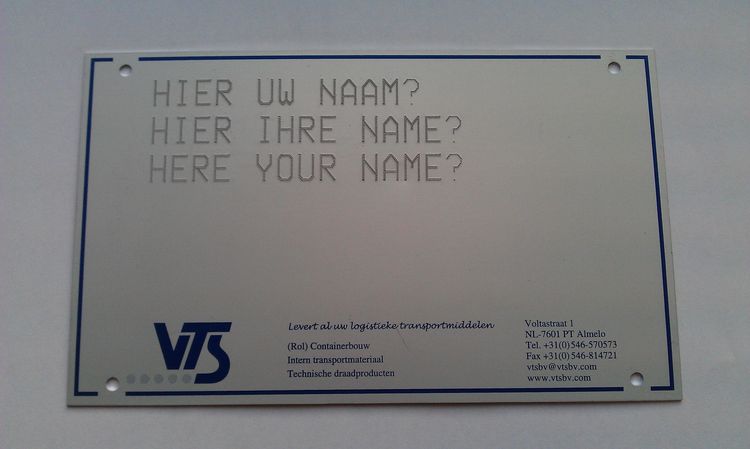 HIER UW NAAM?
HIER IHRE NAME?
HERE YOUR NAME?
VTS
Levert al uw logistieke transportmiddelen
(Rol) Containerbouw
Intern transportmateriaal
Technische draadproducten
Voltastraat 1
NL-7601 PT Almelo
Tel. +31(0)546-570573
Fax +31(0)546-814721
vtsbv@vtsbv.com
www.vtsbv.com